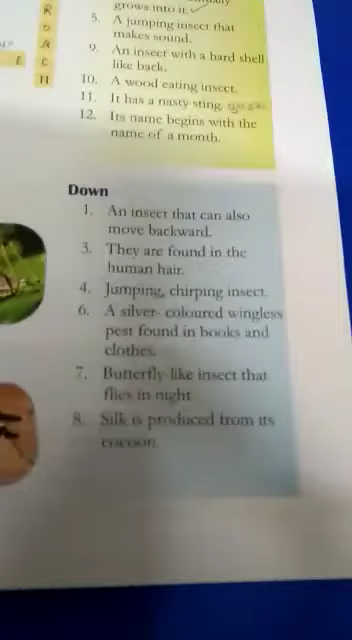 grows into it.
5. A jumping insect that
makes sound.
9. An insect with a hard shell
like back.
10. A wood eating insect.
11. It has a nasty sting.
12. Its name begins with the
name of a month.
R
O
A
C
H
E
Down
1. An insect that can also
move backward.
3. They are found in the
human hair.
4. Jumping, chirping insect.
6. A silver- coloured wingless
pest found in books and
clothes.
7. Butterfly like insect that
flies in night.
8. Silk is produced from its
cocoon.